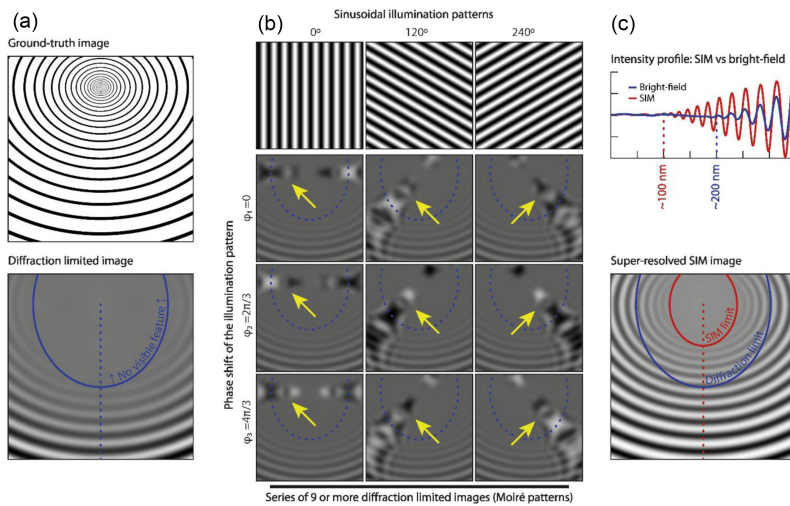 (a)
Ground-truth image
Diffraction limited image
↑ No visible feature ↑
(b)
Sinusoidal illumination patterns
0º
120º
240º
Phase shift of the illumination pattern
φ1=0
φ2=2π/3
φ3=4π/3
Series of 9 or more diffraction limited images (Moiré patterns)
(c)
Intensity profile: SIM vs bright-field
Bright-field
SIM
~100 nm
~200 nm
Super-resolved SIM image
SIM limit
Diffraction limit